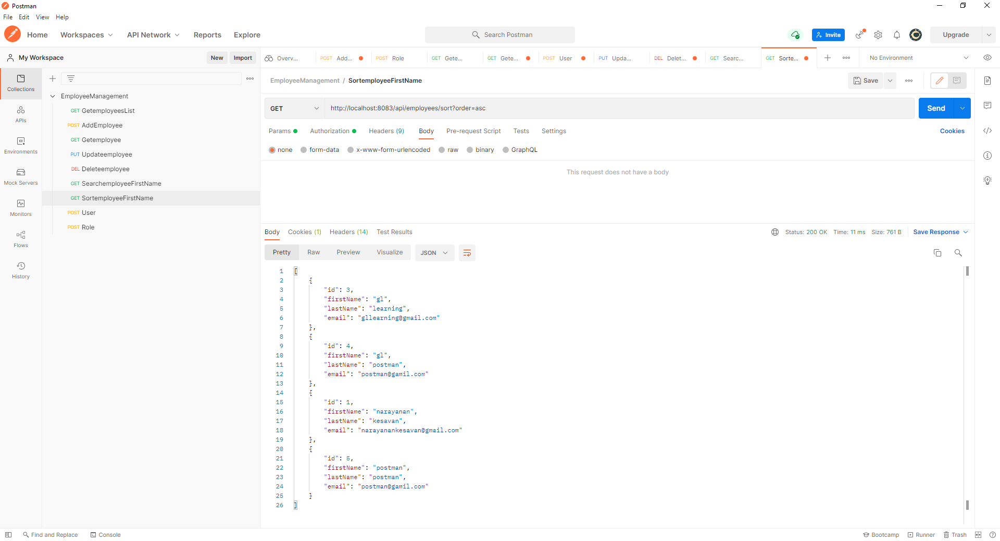 Postman
File Edit View Help
Home Workspaces API Network Reports Explore Search Postman Invite Upgrade
My Workspace New Import Overv... POST Add... POST Role GET Gete... GET Gete... POST User PUT Upda... DEL Delet... GET Searc... GET Sorte... No Environment
EmployeeManagement / SortemployeeFirstName Save
Collections
APIs
Environments
Mock Servers
Monitors
Flows
History
EmployeeManagement
GET GetemployeesList
POST AddEmployee
GET Getemployee
PUT Updateemployee
DEL Deleteemployee
GET SearchemployeeFirstName
GET SortemployeeFirstName
POST User
POST Role
GET http://localhost:8083/api/employees/sort?order=asc Send
Params Authorization Headers (9) Body Pre-request Script Tests Settings Cookies
none form-data x-www-form-urlencoded raw binary GraphQL
This request does not have a body
Body Cookies (1) Headers (14) Test Results Status: 200 OK Time: 11 ms Size: 761 B Save Response
Pretty Raw Preview Visualize JSON
1 [
2 {
3 "id": 3,
4 "firstName": "gl",
5 "lastName": "learning",
6 "email": "gllearning@gmail.com"
7 },
8 {
9 "id": 4,
10 "firstName": "gl",
11 "lastName": "postman",
12 "email": "postman@gamil.com"
13 },
14 {
15 "id": 1,
16 "firstName": "narayanan",
17 "lastName": "kesavan",
18 "email": "narayanankesavan@gmail.com"
19 },
20 {
21 "id": 5,
22 "firstName": "postman",
23 "lastName": "postman",
24 "email": "postman@gamil.com"
25 }
26 ]
Find and Replace Console Bootcamp Runner Trash